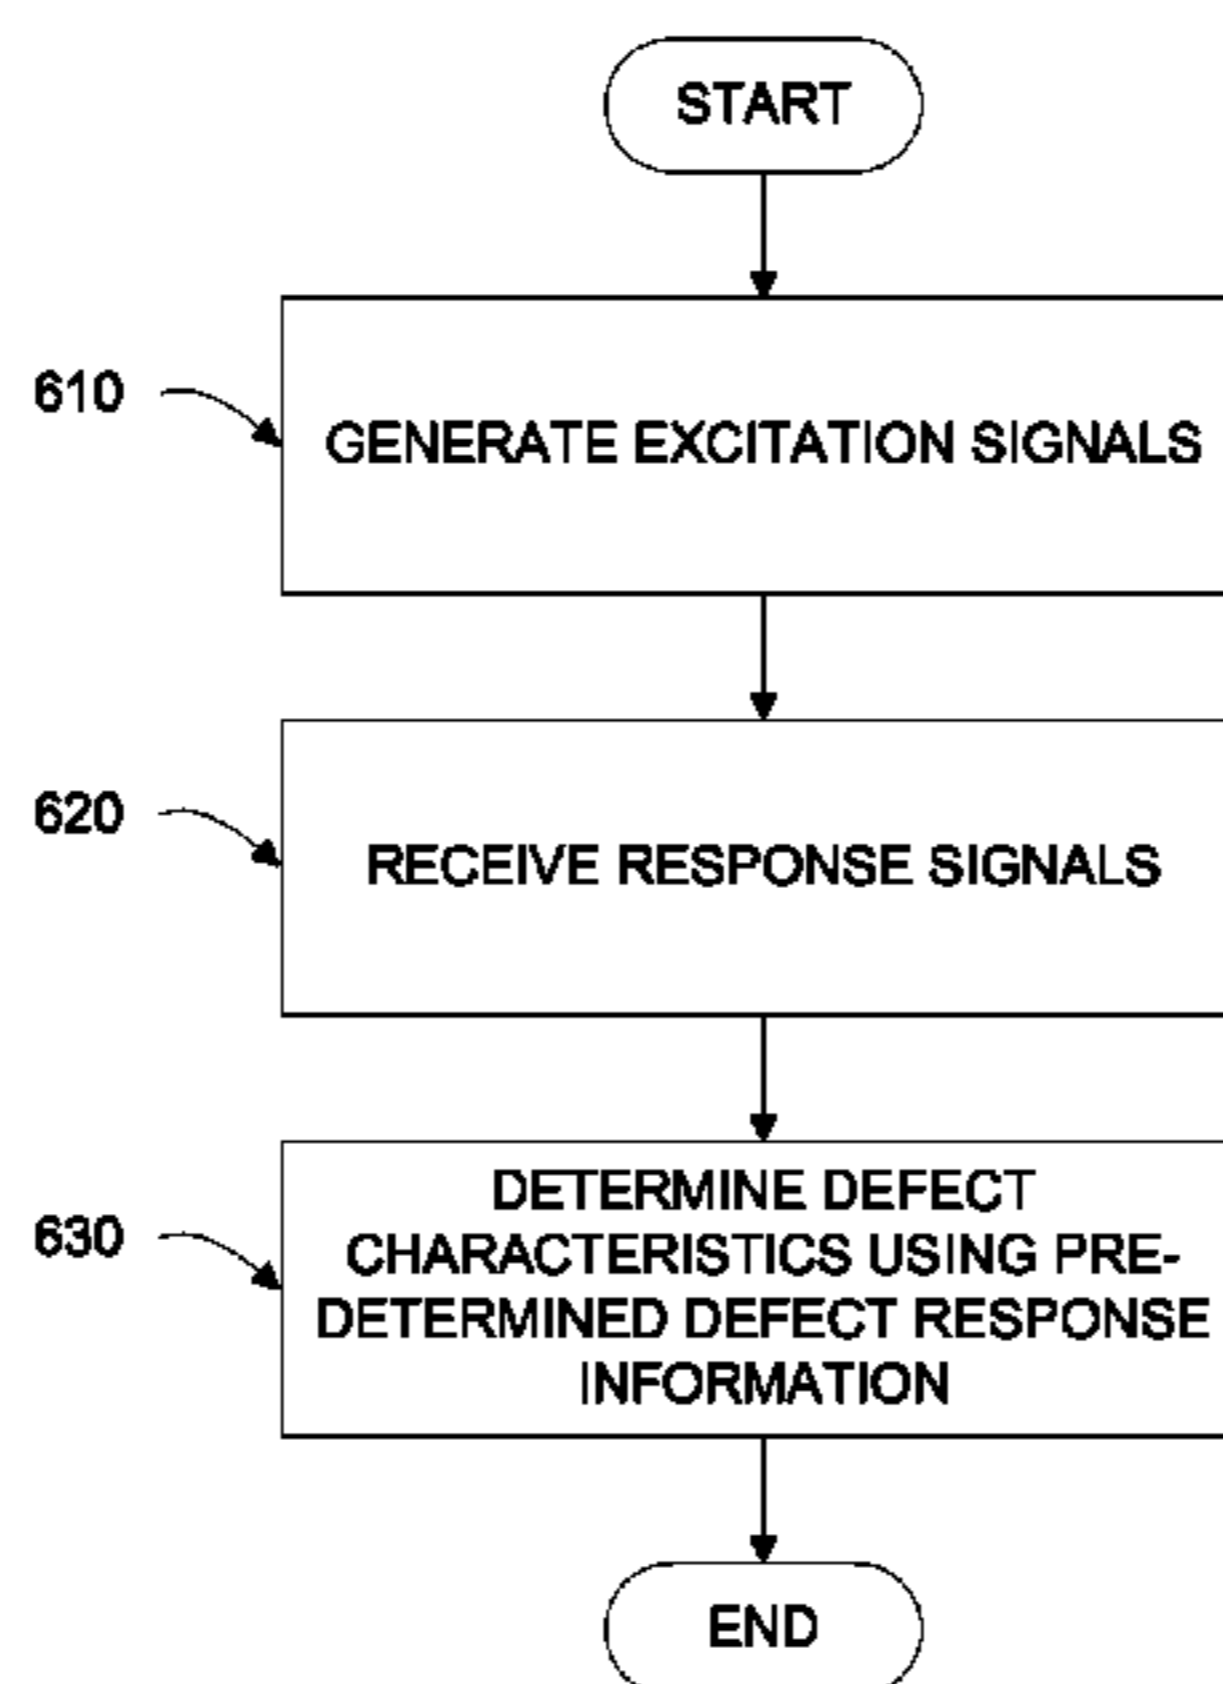 START
610
GENERATE EXCITATION SIGNALS
620
RECEIVE RESPONSE SIGNALS
630
DETERMINE DEFECT
CHARACTERISTICS USING PRE-
DETERMINED DEFECT RESPONSE
INFORMATION
END